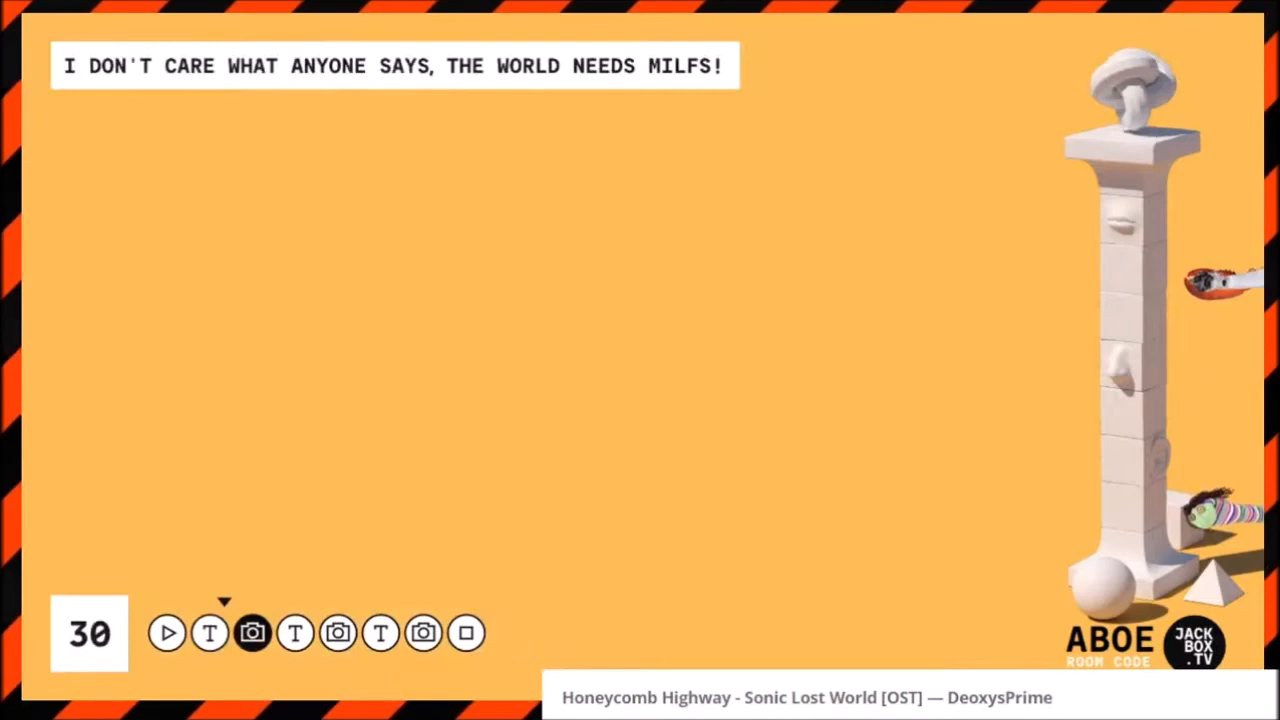 I DON'T CARE WHAT ANYONE SAYS, THE WORLD NEEDS MILFS!
30
T T T
ABOE
ROOM CODE
JACK
BOX
.TV
Honeycomb Highway - Sonic Lost World [OST] — DeoxysPrime